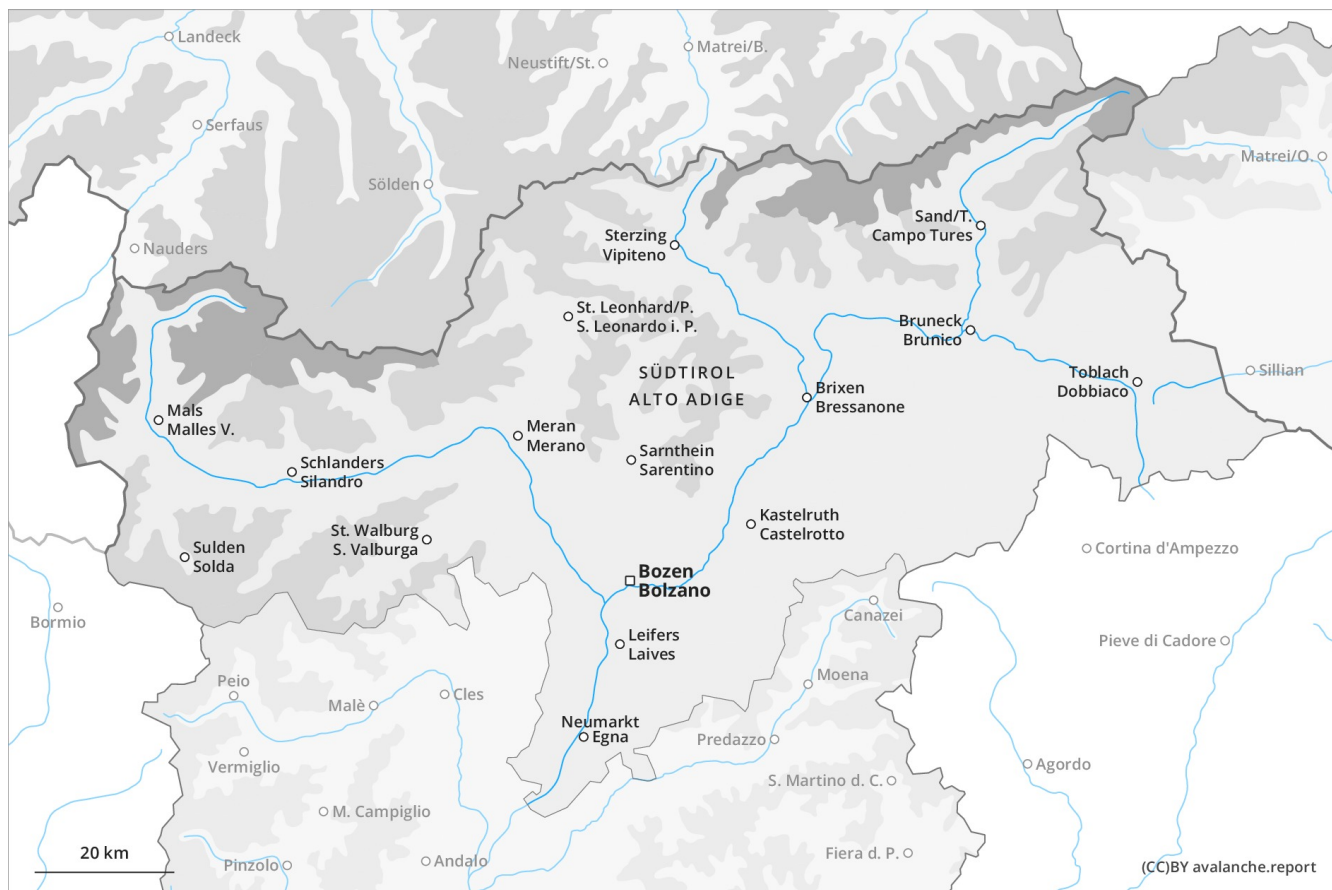 Landeck
Matrei/B.
Neustift/St.
Serfaus
Matrei/O.
Sölden
Sand/T.
Campo Tures
Nauders
Sterzing
Vipiteno
St. Leonhard/P.
S. Leonardo i. P.
Bruneck
Brunico
SÜDTIROL
ALTO ADIGE
Toblach
Dobbiaco
Sillian
Brixen
Bressanone
Mals
Malles V.
Meran
Merano
Schlanders
Silandro
Sarnthein
Sarentino
Kastelruth
Castelrotto
St. Walburg
S. Valburga
Sulden
Solda
Cortina d'Ampezzo
Bozen
Bolzano
Bormio
Canazei
Leifers
Laives
Pieve di Cadore
Peio
Moena
Malè
Cles
Neumarkt
Egna
Predazzo
Vermiglio
Agordo
S. Martino d. C.
M. Campiglio
20 km
Pinzolo
Andalo
Fiera d. P.
(CC)BY avalanche.report